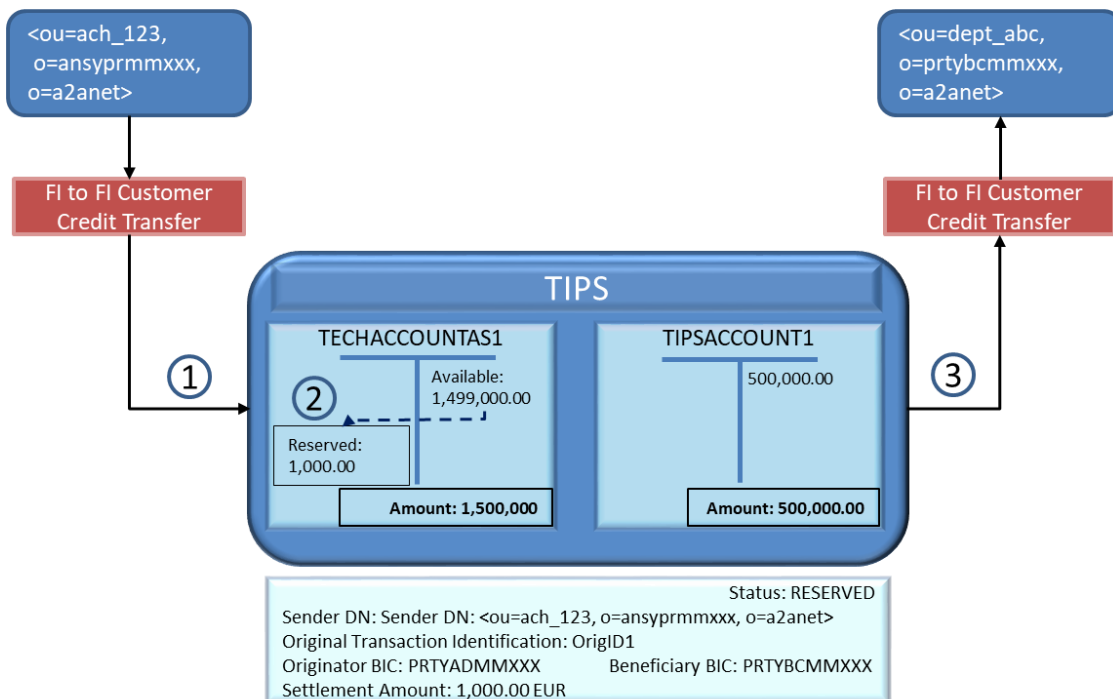 <ou=ach_123,
o=ansyprmmxxx,
o=a2anet>
<ou=dept_abc,
o=prtybcmmxxx,
o=a2anet>
FI to FI Customer
Credit Transfer
FI to FI Customer
Credit Transfer
TIPS
TECHACCOUNTAS1
TIPSACCOUNT1
1
2
3
Available:
1,499,000.00
500,000.00
Reserved:
1,000.00
Amount: 1,500,000
Amount: 500,000.00
Status: RESERVED
Sender DN: Sender DN: <ou=ach_123, o=ansyprmmxxx, o=a2anet>
Original Transaction Identification: OrigID1
Originator BIC: PRTYADMMXXX Beneficiary BIC: PRTYBCMMXXX
Settlement Amount: 1,000.00 EUR